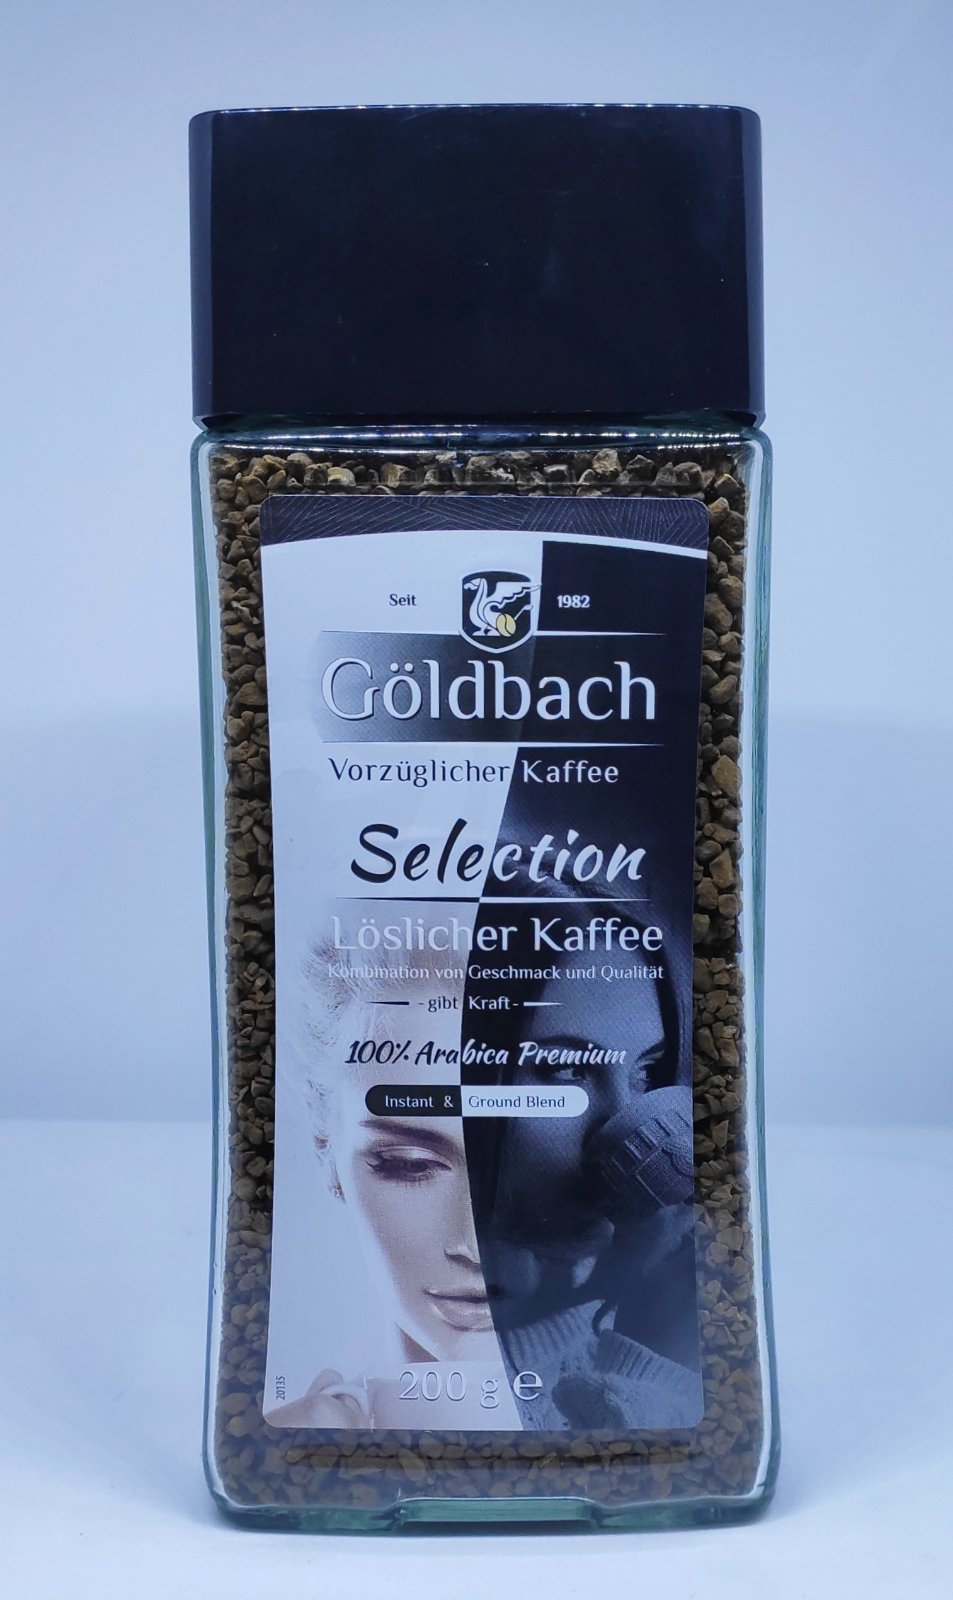 Seit 1982
Göldbach
Vorzüglicher Kaffee
Selection
Löslicher Kaffee
Kombination von Geschmack und Qualität
- gibt Kraft -
100% Arabica Premium
Instant & Ground Blend
200 g e
20135